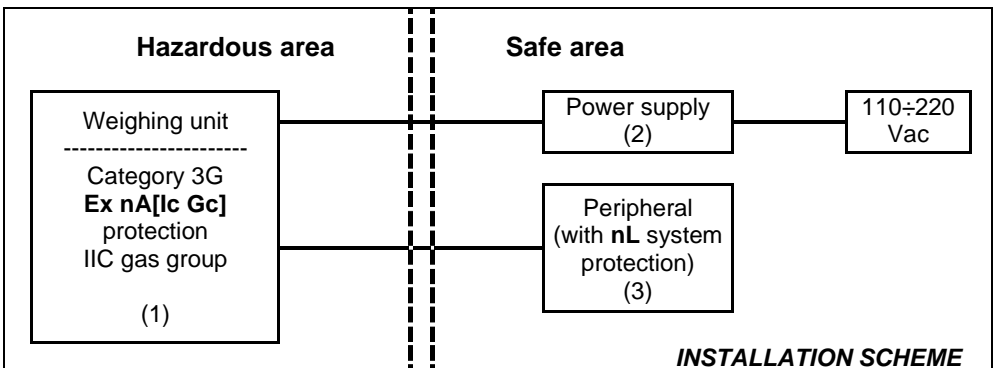 Hazardous area
Safe area
Weighing unit
-----------------------
Category 3G
Ex nA[Ic Gc]
protection
IIC gas group
(1)
Power supply
(2)
110÷220
Vac
Peripheral
(with nL system
protection)
(3)
INSTALLATION SCHEME